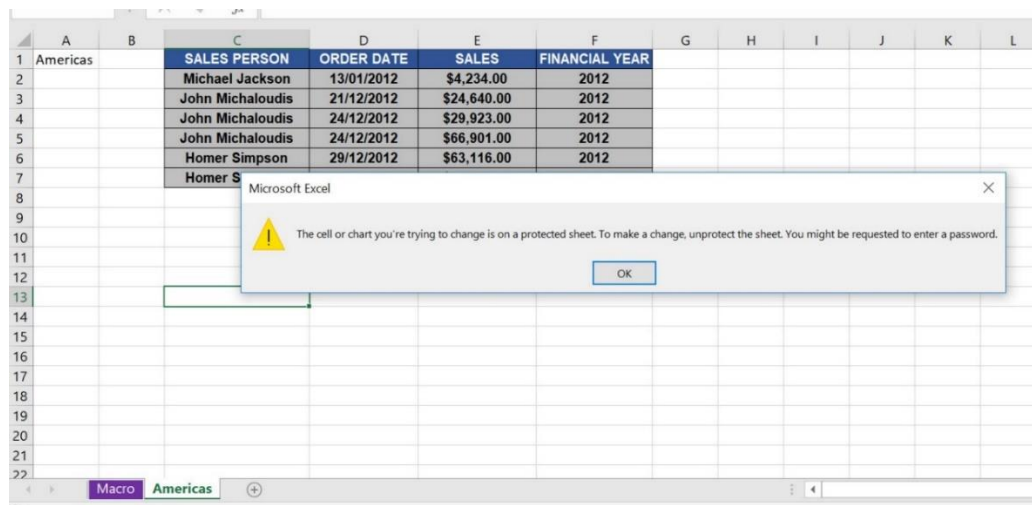 A B C D E F G H I J K L
1 Americas SALES PERSON ORDER DATE SALES FINANCIAL YEAR
2 Michael Jackson 13/01/2012 $4,234.00 2012
3 John Michaloudis 21/12/2012 $24,640.00 2012
4 John Michaloudis 24/12/2012 $29,923.00 2012
5 John Michaloudis 24/12/2012 $66,901.00 2012
6 Homer Simpson 29/12/2012 $63,116.00 2012
7 Homer S
Microsoft Excel
8
9
10 The cell or chart you're trying to change is on a protected sheet. To make a change, unprotect the sheet. You might be requested to enter a password.
11
12 OK
13
14
15
16
17
18
19
20
21
22
Macro Americas